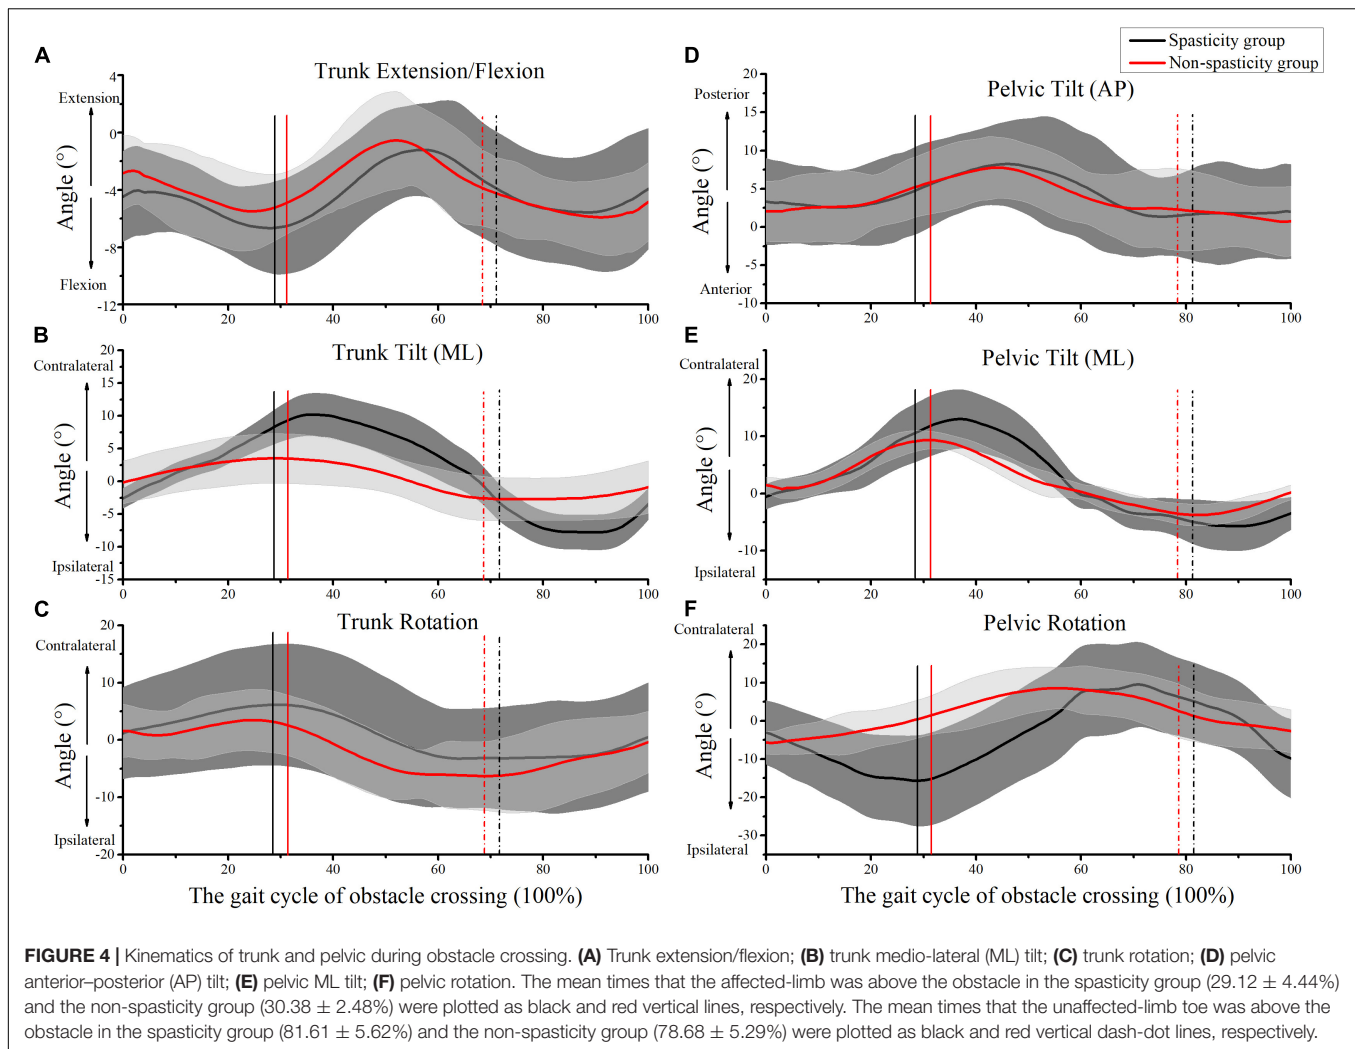 Spasticity group
Non-spasticity group
A
Trunk Extension/Flexion
Extension
Angle (°)
Flexion
4
0
-4
-8
-12
0 20 40 60 80 100
D
Pelvic Tilt (AP)
Posterior
Angle (°)
Anterior
20
15
10
5
0
-5
-10
0 20 40 60 80 100
B
Trunk Tilt (ML)
Contralateral
Angle (°)
Ipsilateral
20
15
10
5
0
-5
-10
-15
0 20 40 60 80 100
E
Pelvic Tilt (ML)
Contralateral
Angle (°)
Ipsilateral
20
10
0
-10
0 20 40 60 80 100
C
Trunk Rotation
Contralateral
Angle (°)
Ipsilateral
20
10
0
-10
-20
0 20 40 60 80 100
The gait cycle of obstacle crossing (100%)
F
Pelvic Rotation
Contralateral
Angle (°)
Ipsilateral
20
10
0
-10
-20
-30
0 20 40 60 80 100
The gait cycle of obstacle crossing (100%)
FIGURE 4 | Kinematics of trunk and pelvic during obstacle crossing. (A) Trunk extension/flexion; (B) trunk medio-lateral (ML) tilt; (C) trunk rotation; (D) pelvic
anterior–posterior (AP) tilt; (E) pelvic ML tilt; (F) pelvic rotation. The mean times that the affected-limb was above the obstacle in the spasticity group (29.12 ± 4.44%)
and the non-spasticity group (30.38 ± 2.48%) were plotted as black and red vertical lines, respectively. The mean times that the unaffected-limb toe was above the
obstacle in the spasticity group (81.61 ± 5.62%) and the non-spasticity group (78.68 ± 5.29%) were plotted as black and red vertical dash-dot lines, respectively.